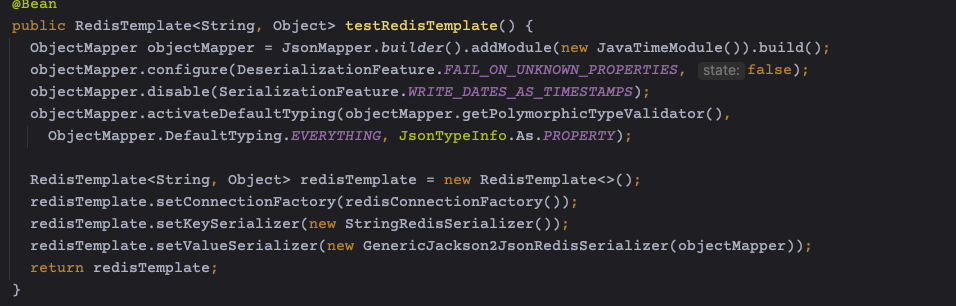 @Bean
public RedisTemplate<String, Object> testRedisTemplate() {
ObjectMapper objectMapper = JsonMapper.builder().addModule(new JavaTimeModule()).build();
objectMapper.configure(DeserializationFeature.FAIL_ON_UNKNOWN_PROPERTIES, state: false);
objectMapper.disable(SerializationFeature.WRITE_DATES_AS_TIMESTAMPS);
objectMapper.activateDefaultTyping(objectMapper.getPolymorphicTypeValidator(),
ObjectMapper.DefaultTyping.EVERYTHING, JsonTypeInfo.As.PROPERTY);
RedisTemplate<String, Object> redisTemplate = new RedisTemplate<>();
redisTemplate.setConnectionFactory(redisConnectionFactory());
redisTemplate.setKeySerializer(new StringRedisSerializer());
redisTemplate.setValueSerializer(new GenericJackson2JsonRedisSerializer(objectMapper));
return redisTemplate;
}